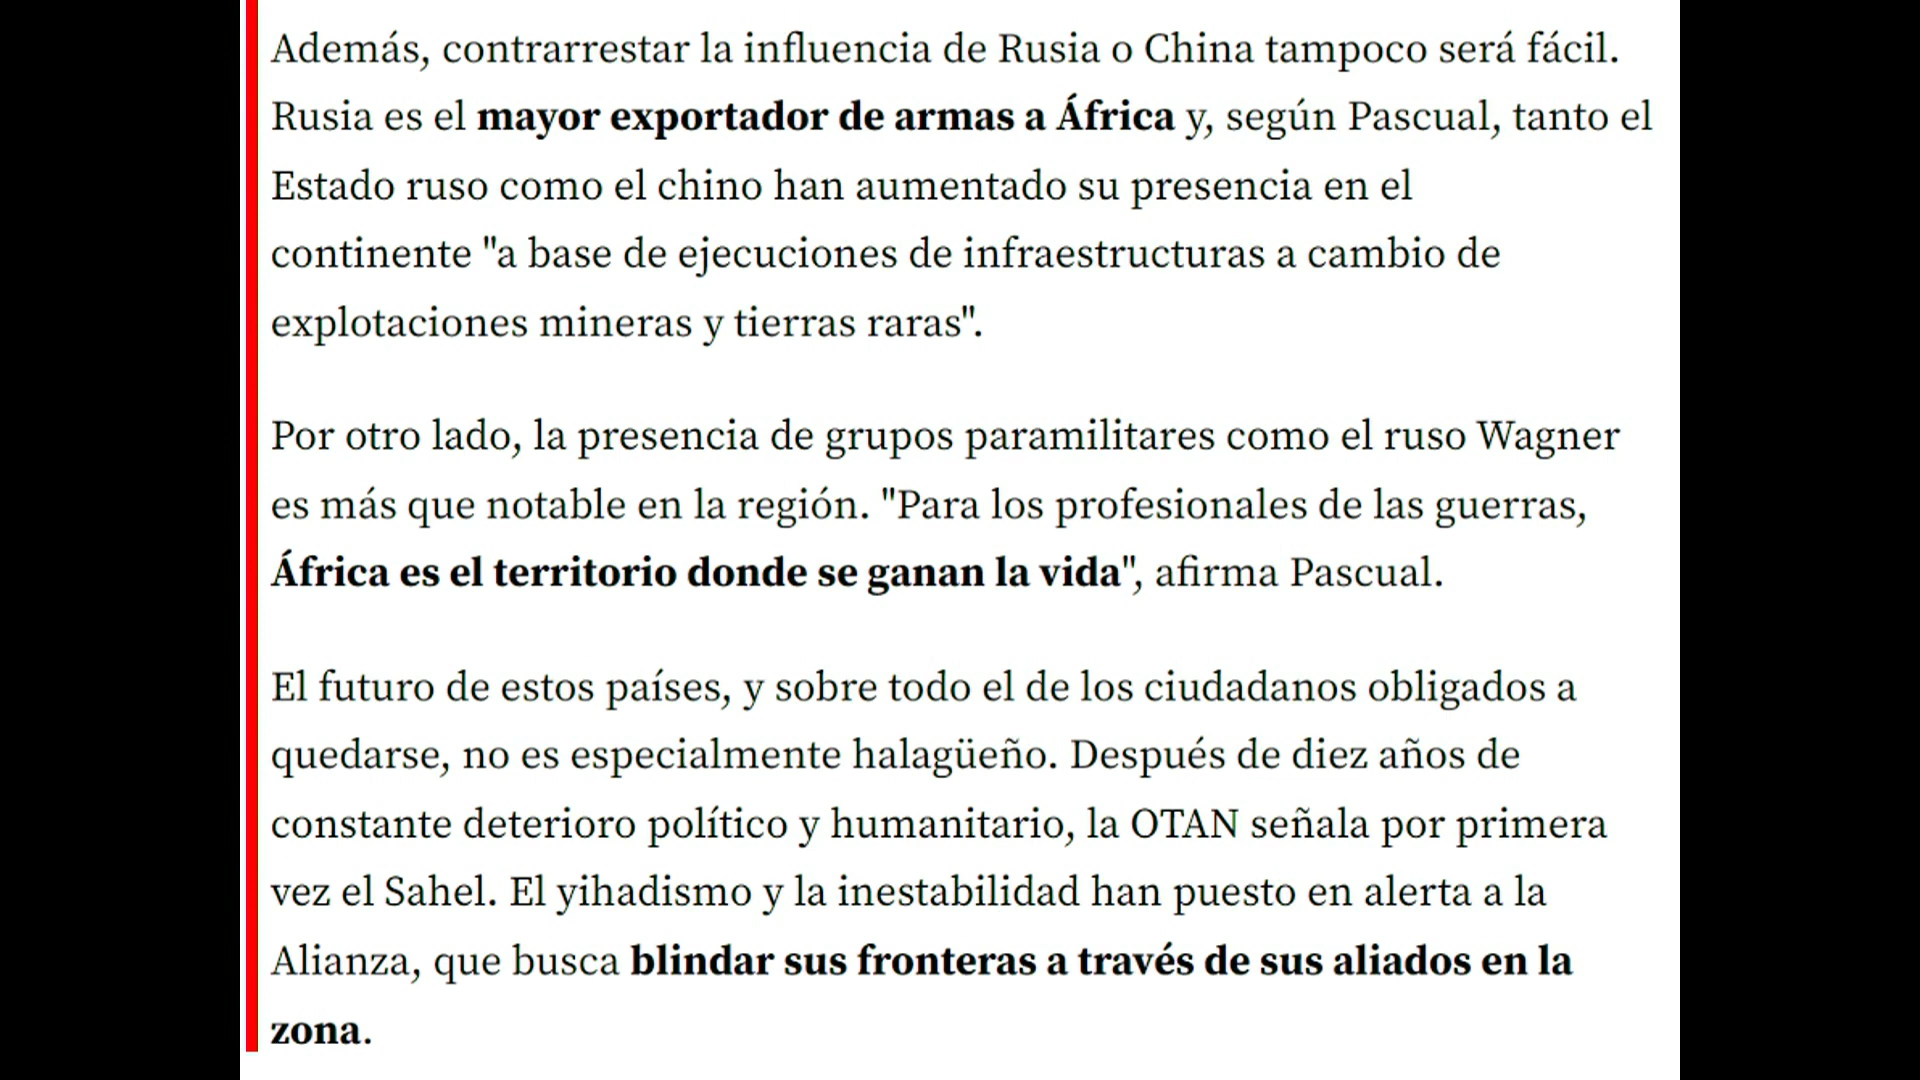 Además, contrarrestar la influencia de Rusia o China tampoco será fácil.
Rusia es el mayor exportador de armas a África y, según Pascual, tanto el
Estado ruso como el chino han aumentado su presencia en el
continente "a base de ejecuciones de infraestructuras a cambio de
explotaciones mineras y tierras raras".
Por otro lado, la presencia de grupos paramilitares como el ruso Wagner
es más que notable en la región. "Para los profesionales de las guerras,
África es el territorio donde se ganan la vida", afirma Pascual.
El futuro de estos países, y sobre todo el de los ciudadanos obligados a
quedarse, no es especialmente halagüeño. Después de diez años de
constante deterioro político y humanitario, la OTAN señala por primera
vez el Sahel. El yihadismo y la inestabilidad han puesto en alerta a la
Alianza, que busca blindar sus fronteras a través de sus aliados en la
zona.